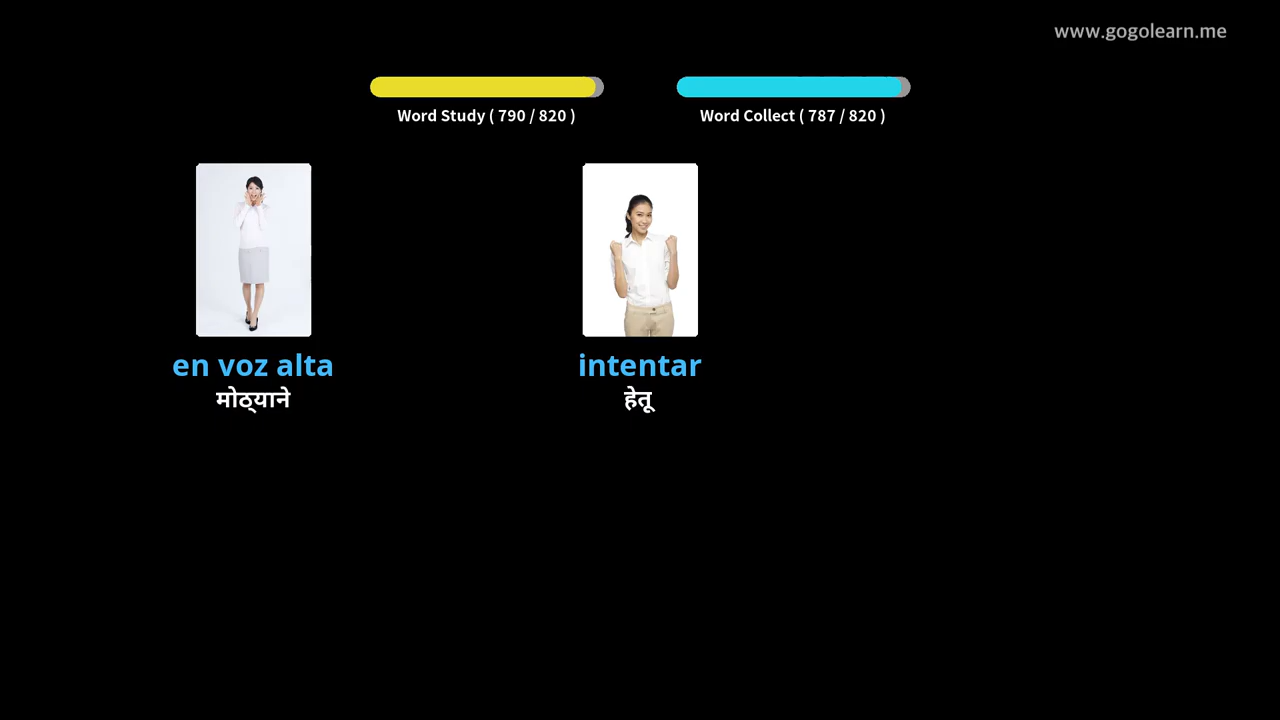 www.gogolearn.me
Word Study ( 790 / 820 )
Word Collect ( 787 / 820 )
en voz alta
मोठ्याने
intentar
हेतू